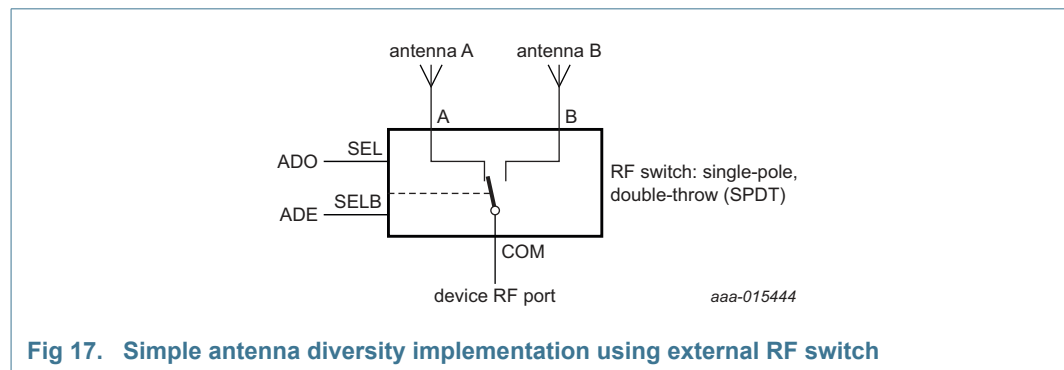 antenna A
antenna B
A
B
ADO
SEL
ADE
SELB
RF switch: single-pole,
double-throw (SPDT)
COM
device RF port
aaa-015444
Fig 17. Simple antenna diversity implementation using external RF switch